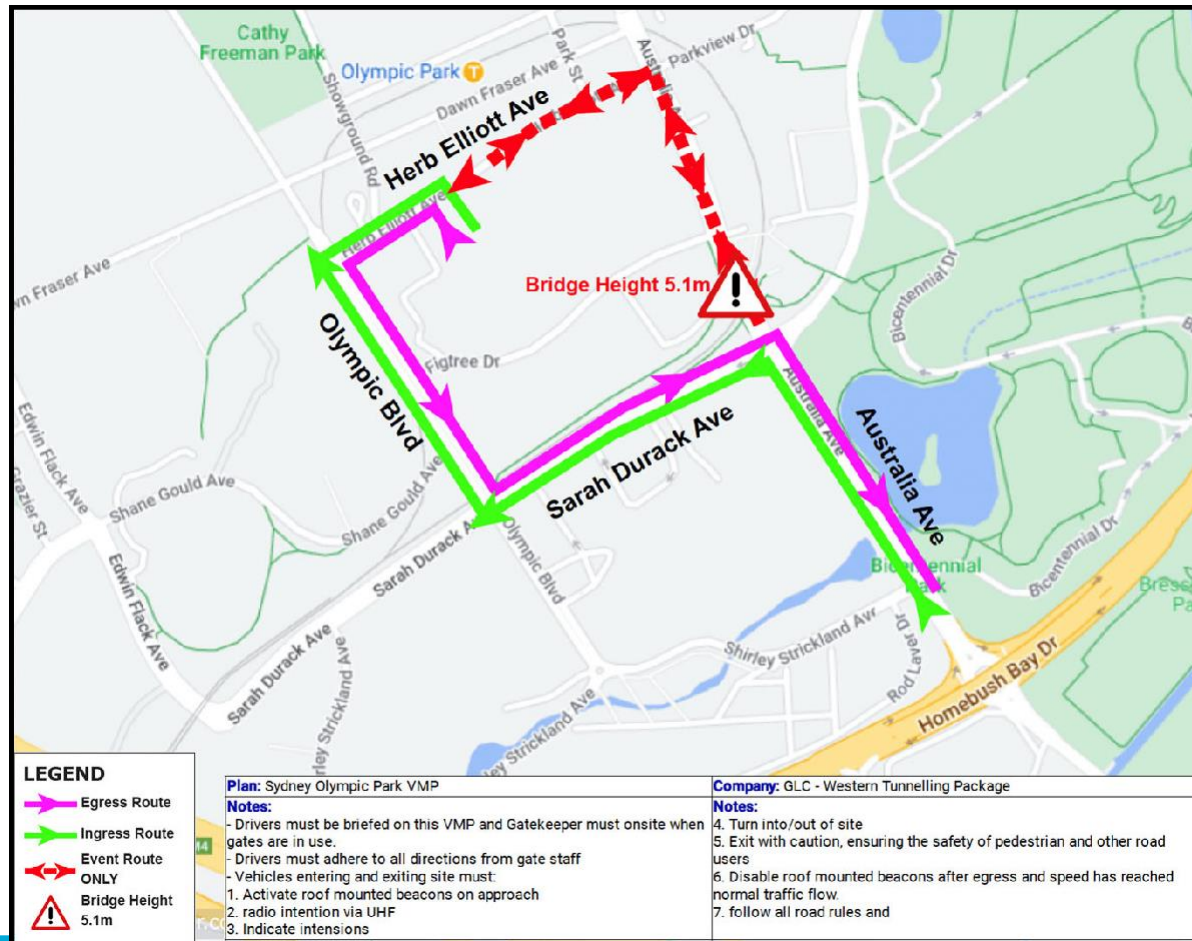 Cathy
Freeman Park
Olympic Park T
Showground Rd
Park St
Dawn Fraser Ave
Australia A
Parkview Dr
Herb Elliott Ave
Herb Elliott Ave
wn Fraser Ave
Bridge Height 5.1m
Bicentennial Dr
Olympic Blvd
Figtree Dr
Sarah Durack Ave
Australia Ave
Australia Ave
Edwin Flack Ave
Grazier St
Shane Gould Ave
Shane Gould Ave
Edwin Flack Ave
Sarah Durack A
Olympic Blvd
Sarah Durack Ave
Bicentennial Dr
Shirley Strickland Avr
Rod Laver Dr
Homebush Bay Dr
rley Strickland Ave
ley Strickland Ave
LEGEND
Egress Route
Ingress Route
Event Route
ONLY
Bridge Height
5.1m
M4
Plan: Sydney Olympic Park VMP
Notes:
- Drivers must be briefed on this VMP and Gatekeeper must onsite when
gates are in use.
- Drivers must adhere to all directions from gate staff
- Vehicles entering and exiting site must:
1. Activate roof mounted beacons on approach
2. radio intention via UHF
3. Indicate intensions
Company: GLC - Western Tunnelling Package
Notes:
4. Turn into/out of site
5. Exit with caution, ensuring the safety of pedestrian and other road
users
6. Disable roof mounted beacons after egress and speed has reached
normal traffic flow.
7. follow all road rules and